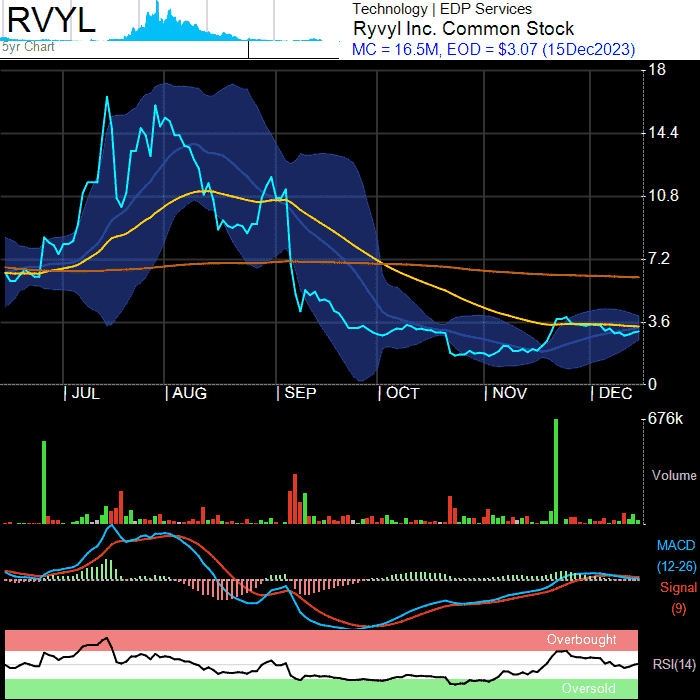 RVYL
5yr Chart
Technology | EDP Services
Ryvyl Inc. Common Stock
MC = 16.5M, EOD = $3.07 (15Dec2023)
18
14.4
10.8
7.2
3.6
0
| JUL | AUG | SEP | OCT | NOV | DEC
676k
Volume
MACD
(12-26)
Signal
(9)
Overbought
RSI(14)
Oversold